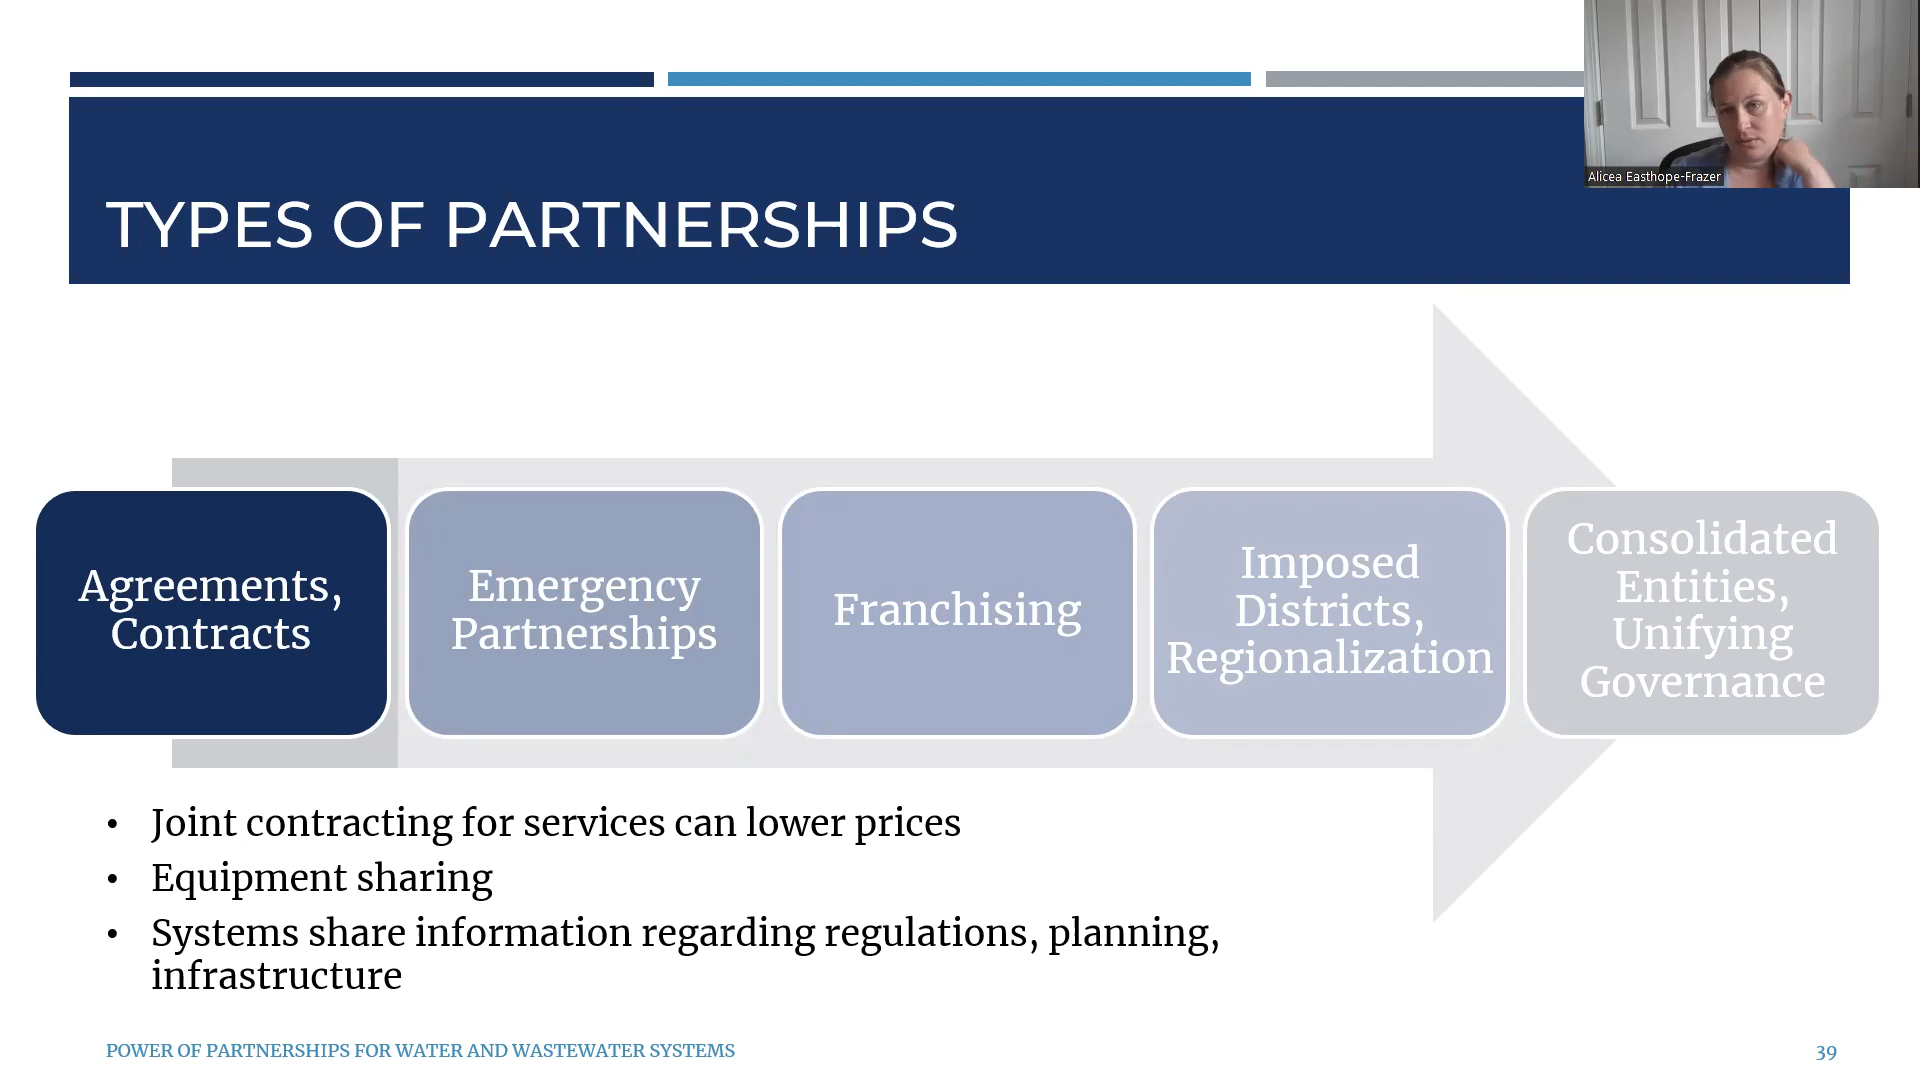 Alicea Easthope-Frazer
TYPES OF PARTNERSHIPS
Agreements,
Contracts
Emergency
Partnerships
Franchising
Imposed
Districts,
Regionalization
Consolidated
Entities,
Unifying
Governance
• Joint contracting for services can lower prices
• Equipment sharing
• Systems share information regarding regulations, planning,
infrastructure
POWER OF PARTNERSHIPS FOR WATER AND WASTEWATER SYSTEMS
39